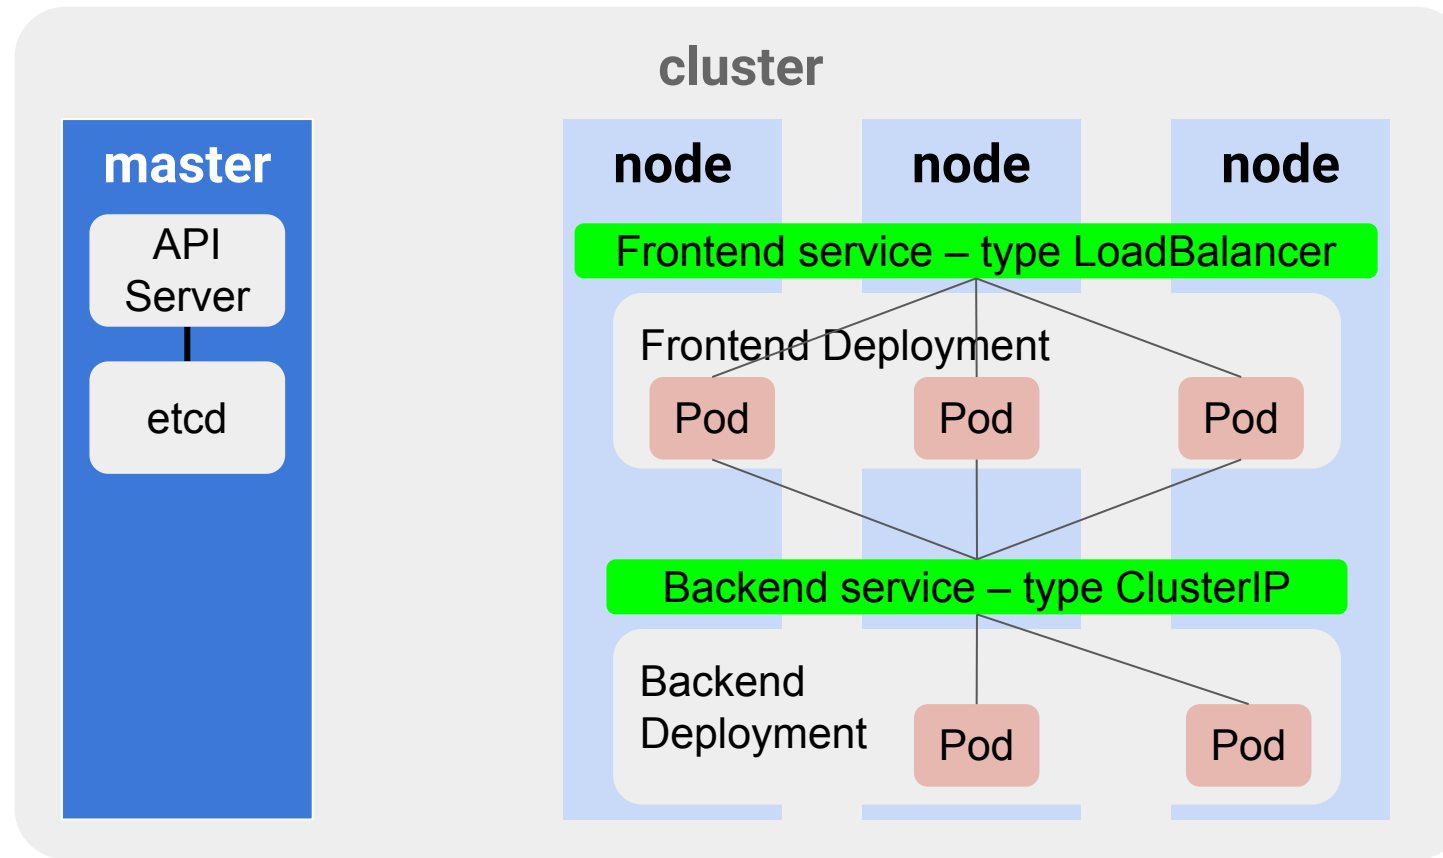 cluster
master
API
Server
etcd
node
node
node
Frontend service – type LoadBalancer
Frontend Deployment
Pod
Pod
Pod
Backend service – type ClusterIP
Backend
Deployment
Pod
Pod